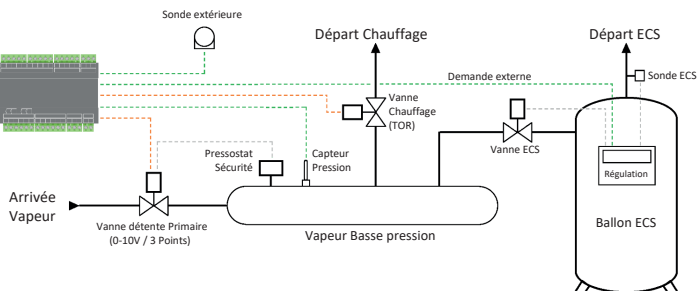 Sonde extérieure
Départ Chauffage
Départ ECS
Demande externe
Sonde ECS
Vanne
Chauffage
(TOR)
Vanne ECS
Pressostat
Sécurité
Capteur
Pression
Régulation
Arrivée
Vapeur
Vanne détente Primaire
(0-10V / 3 Points)
Vapeur Basse pression
Ballon ECS